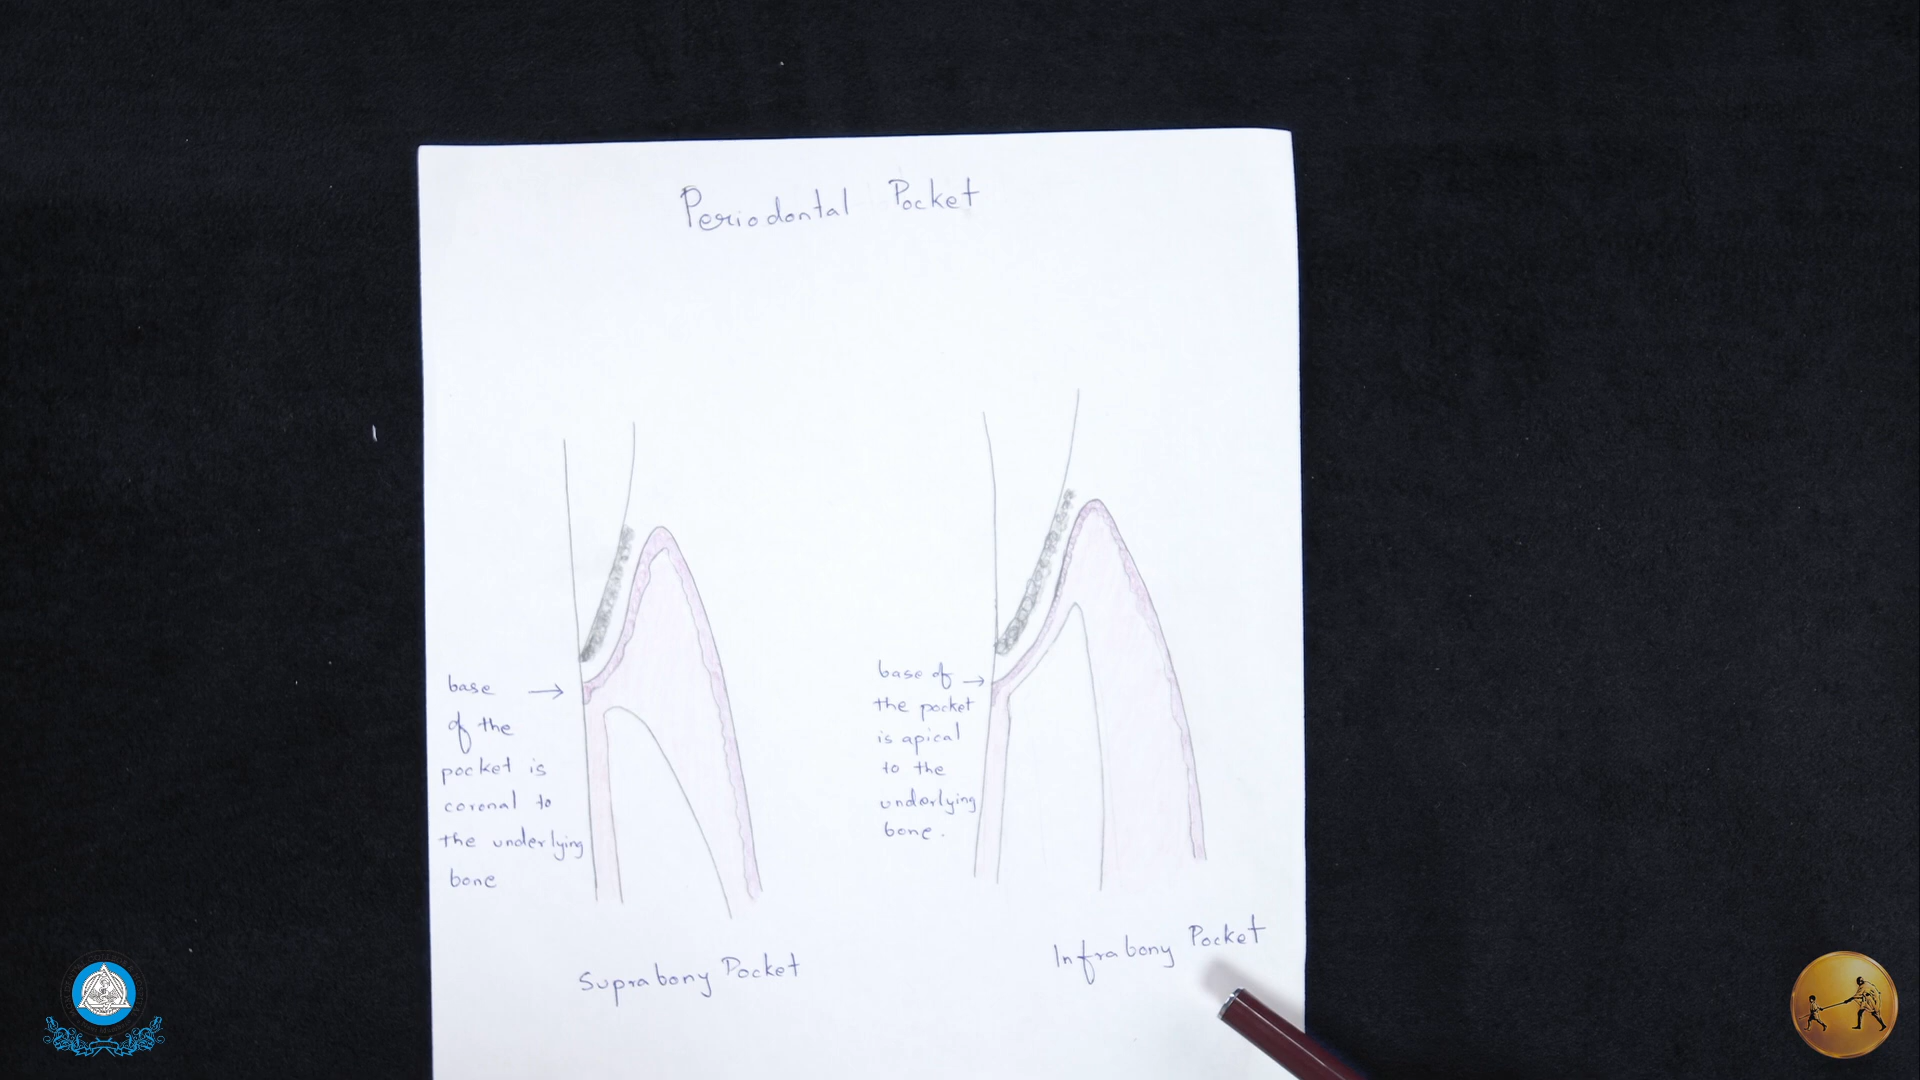 Periodontal Pocket
base
of the
pocket is
coronal to
the underlying
bone
base of
the pocket
is apical
to the
underlying
bone.
Suprabony Pocket
Infrabony Pocket